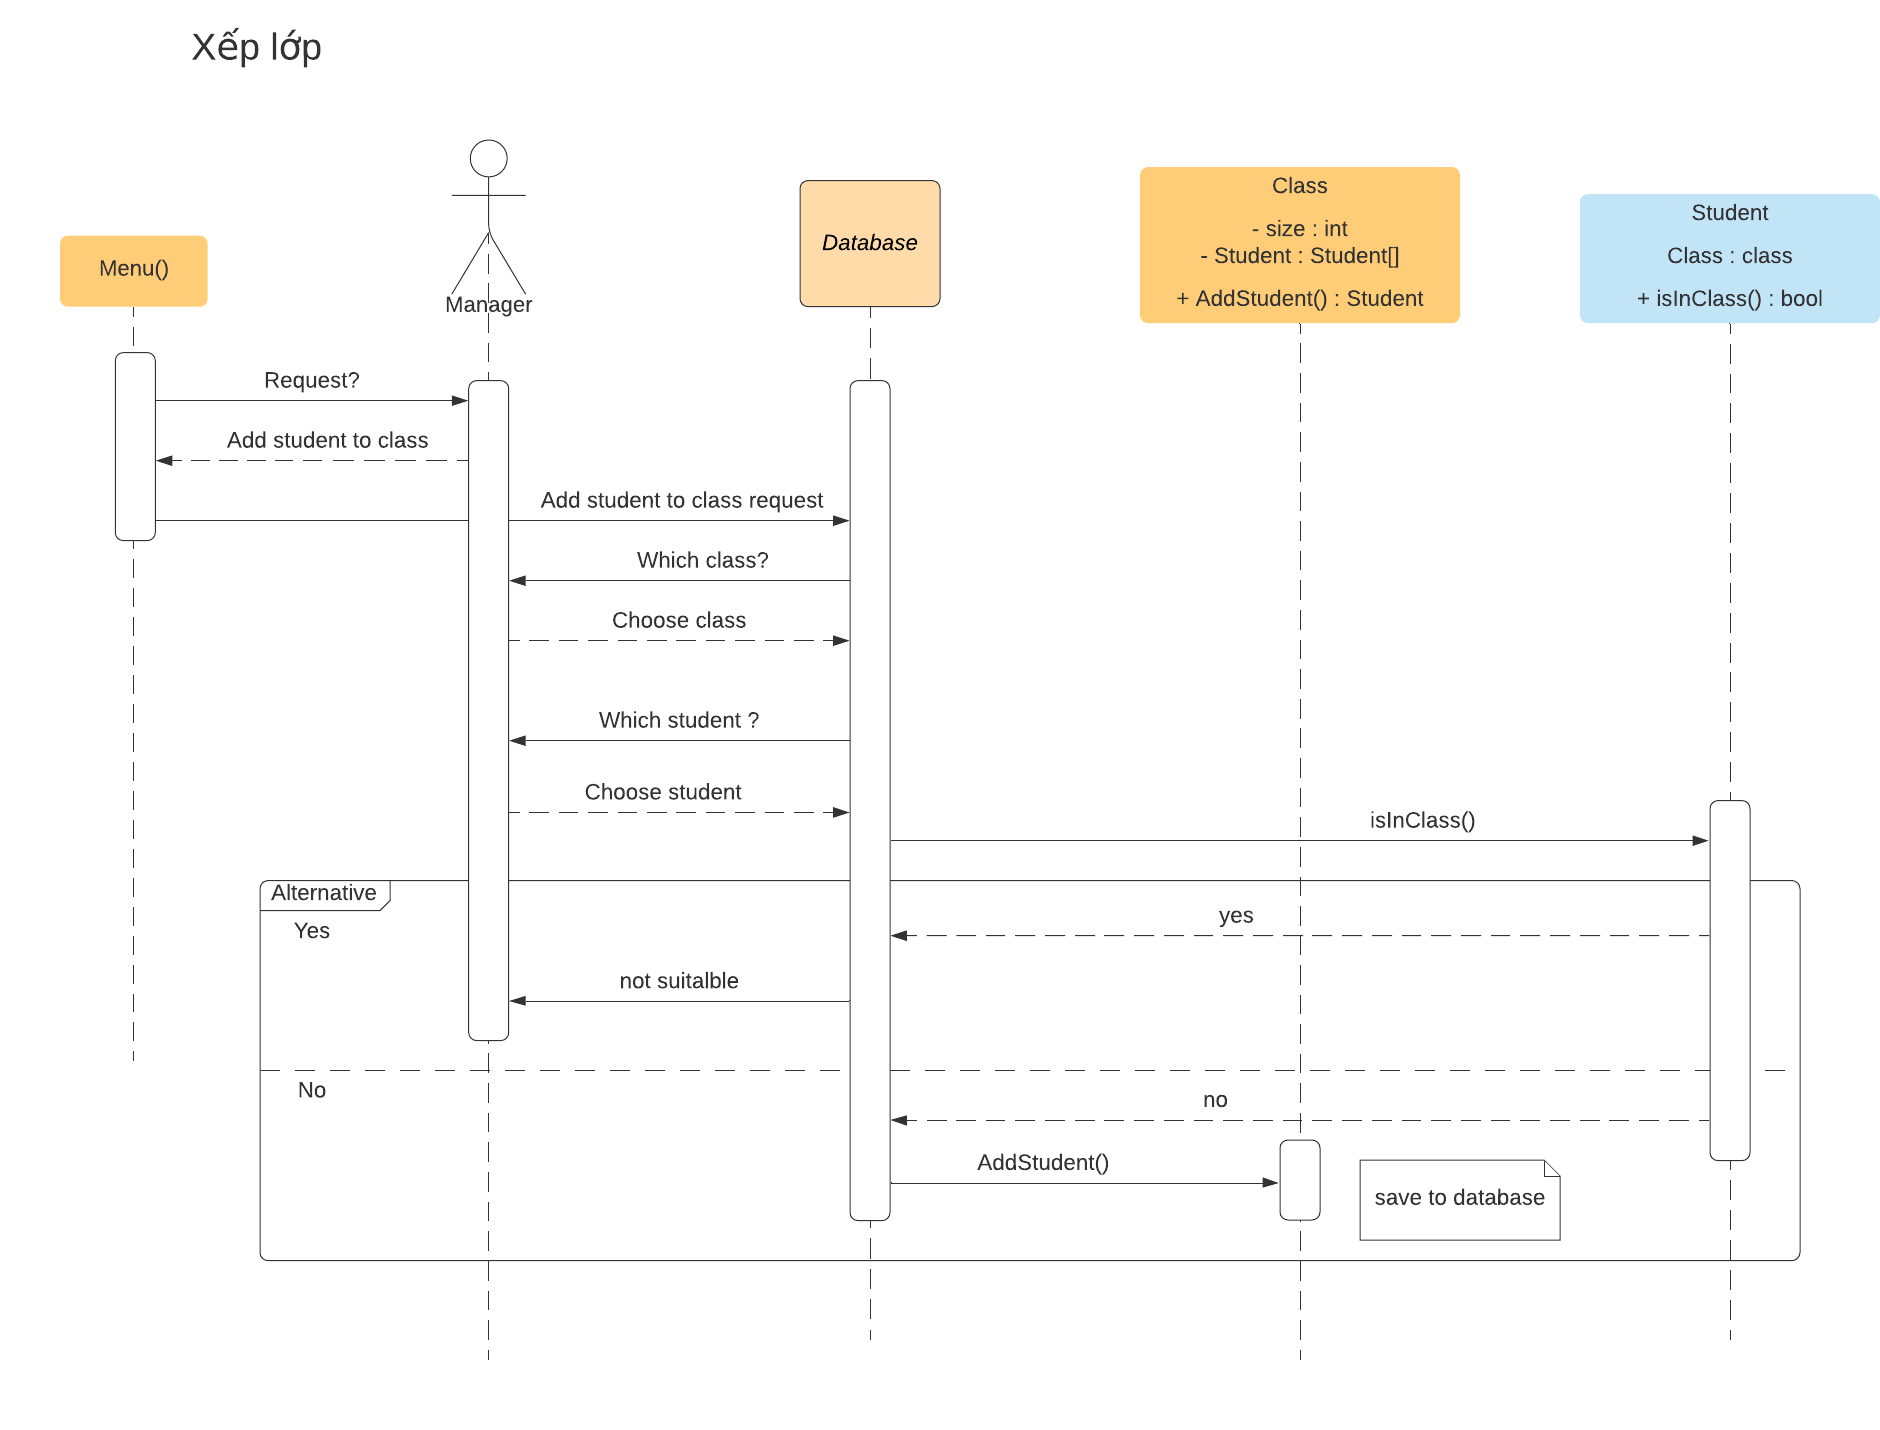 Xếp lớp
Menu()
Manager
Database
Class
- size : int
- Student : Student[]
+ AddStudent() : Student
Student
Class : class
+ isInClass() : bool
Request?
Add student to class
Add student to class request
Which class?
Choose class
Which student ?
Choose student
isInClass()
Alternative
Yes
yes
not suitalble
No
no
AddStudent()
save to database